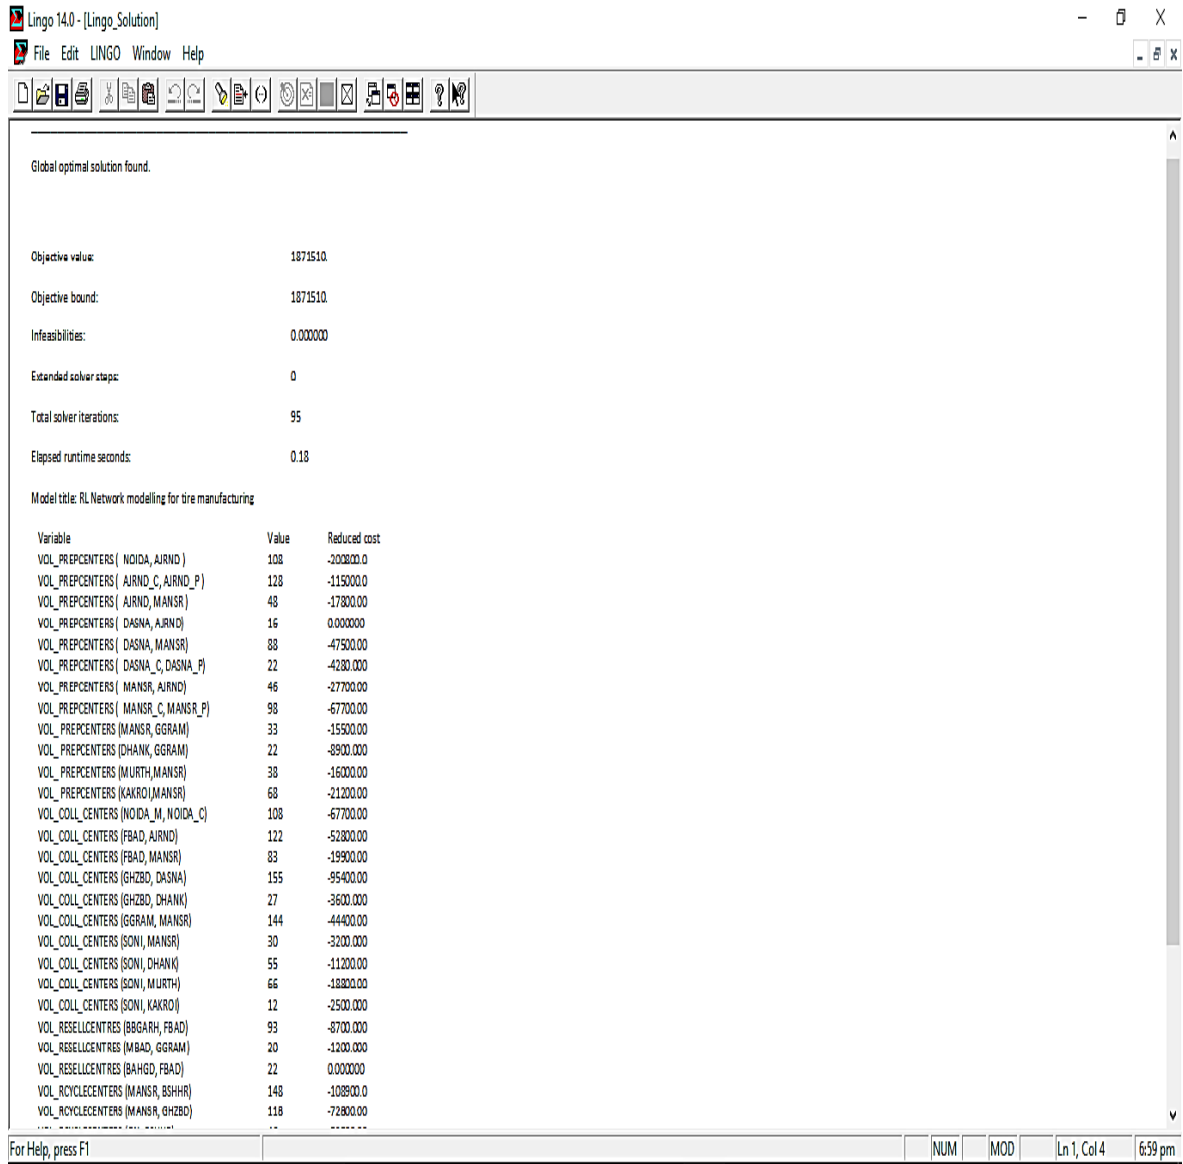 Lingo 14.0 - [Lingo_Solution]
File Edit LINGO Window Help
Global optimal solution found.
Objective value: 1871510.
Objective bound: 1871510.
Infeasibilities: 0.000000
Extended solver steps: 0
Total solver iterations: 95
Elapsed runtime seconds: 0.18
Model title: RL Network modelling for tire manufacturing
Variable Value Reduced cost
VOL_PREPCENTERS ( NOIDA, AJRND ) 108 -200800.0
VOL_PREPCENTERS ( AJRND_C, AJRND_P ) 128 -115000.0
VOL_PREPCENTERS ( AJRND, MANSR ) 48 -17800.00
VOL_PREPCENTERS ( DASNA, AJRND) 16 0.000000
VOL_PREPCENTERS ( DASNA, MANSR) 88 -47500.00
VOL_PREPCENTERS ( DASNA_C, DASNA_P) 22 -4280.000
VOL_PREPCENTERS ( MANSR, AJRND) 46 -27700.00
VOL_PREPCENTERS ( MANSR_C, MANSR_P) 98 -67700.00
VOL_ PREPCENTERS (MANSR, GGRAM) 33 -15500.00
VOL_ PREPCENTERS (DHANK, GGRAM) 22 -8900.000
VOL_ PREPCENTERS (MURTH,MANSR) 38 -16000.00
VOL_ PREPCENTERS (KAKROI,MANSR) 68 -21200.00
VOL_COLL_CENTERS (NOIDA_M, NOIDA_C) 108 -67700.00
VOL_COLL_CENTERS (FBAD, AJRND) 122 -52800.00
VOL_COLL_CENTERS (FBAD, MANSR) 83 -19900.00
VOL_COLL_CENTERS (GHZBD, DASNA) 155 -95400.00
VOL_COLL_CENTERS (GHZBD, DHANK) 27 -3600.000
VOL_COLL_CENTERS (GGRAM, MANSR) 144 -44400.00
VOL_COLL_CENTERS (SONI, MANSR) 30 -3200.000
VOL_COLL_CENTERS (SONI, DHANK) 55 -11200.00
VOL_COLL_CENTERS (SONI, MURTH) 66 -18800.00
VOL_COLL_CENTERS (SONI, KAKROI) 12 -2500.000
VOL_RESELLCENTRES (BBGARH, FBAD) 93 -8700.000
VOL_RESELLCENTRES (MBAD, GGRAM) 20 -1200.000
VOL_RESELLCENTRES (BAHGD, FBAD) 22 0.000000
VOL_RCYCLECENTERS (MANSR, BSHHR) 148 -108900.0
VOL_RCYCLECENTERS (MANSR, GHZBD) 118 -72800.00
For Help, press F1 NUM MOD Ln 1, Col 4 6:59 pm